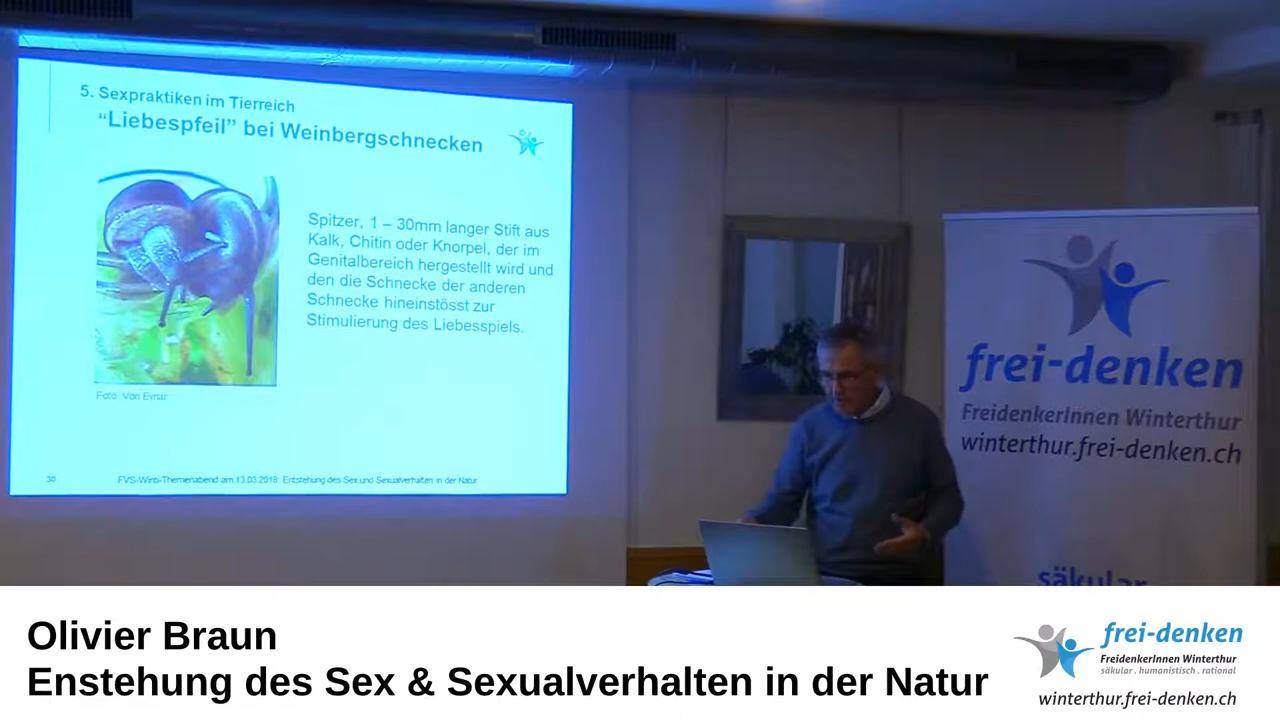 5. Sexpraktiken im Tierreich
“Liebespfeil” bei Weinbergschnecken
Spitzer, 1 – 30mm langer Stift aus
Kalk, Chitin oder Knorpel, der im
Genitalbereich hergestellt wird und
den die Schnecke der anderen
Schnecke hineinstösst zur
Stimulierung des Liebesspiels.
Foto: Von Eynar
30
FVS-Winti-Themenabend am 13.03.2018: Entstehung des Sex und Sexualverhalten in der Natur
frei-denken
FreidenkerInnen Winterthur
winterthur.frei-denken.ch
säkular
Olivier Braun
Enstehung des Sex & Sexualverhalten in der Natur
frei-denken
FreidenkerInnen Winterthur
säkular . humanistisch . rational
winterthur.frei-denken.ch